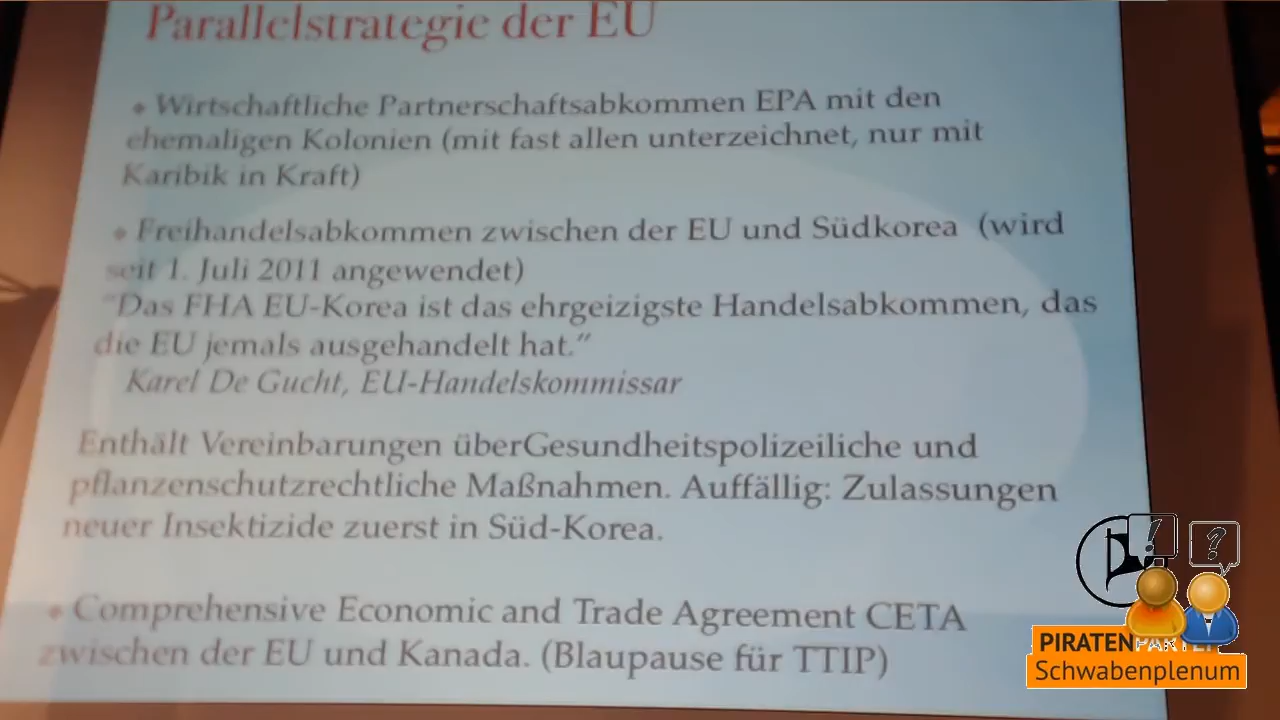 Parallelstrategie der EU
• Wirtschaftliche Partnerschaftsabkommen EPA mit den
ehemaligen Kolonien (mit fast allen unterzeichnet, nur mit
Karibik in Kraft)
• Freihandelsabkommen zwischen der EU und Südkorea (wird
seit 1. Juli 2011 angewendet)
"Das FHA EU-Korea ist das ehrgeizigste Handelsabkommen, das
die EU jemals ausgehandelt hat."
Karel De Gucht, EU-Handelskommissar
Enthält Vereinbarungen überGesundheitspolizeiliche und
pflanzenschutzrechtliche Maßnahmen. Auffällig: Zulassungen
neuer Insektizide zuerst in Süd-Korea.
• Comprehensive Economic and Trade Agreement CETA
zwischen der EU und Kanada. (Blaupause für TTIP)
! ?
PIRATENPARTEI
Schwabenplenum